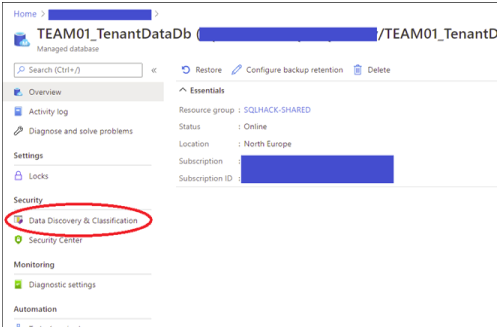 Home > >
TEAM01_TenantDataDb ( /TEAM01_TenantD
Managed database
Search (Ctrl+/) «
Restore Configure backup retention Delete
Overview
Activity log
Diagnose and solve problems
Settings
Locks
Security
Data Discovery & Classification
Security Center
Monitoring
Diagnostic settings
Automation
Essentials
Resource group : SQLHACK-SHARED
Status : Online
Location : North Europe
Subscription :
Subscription ID :